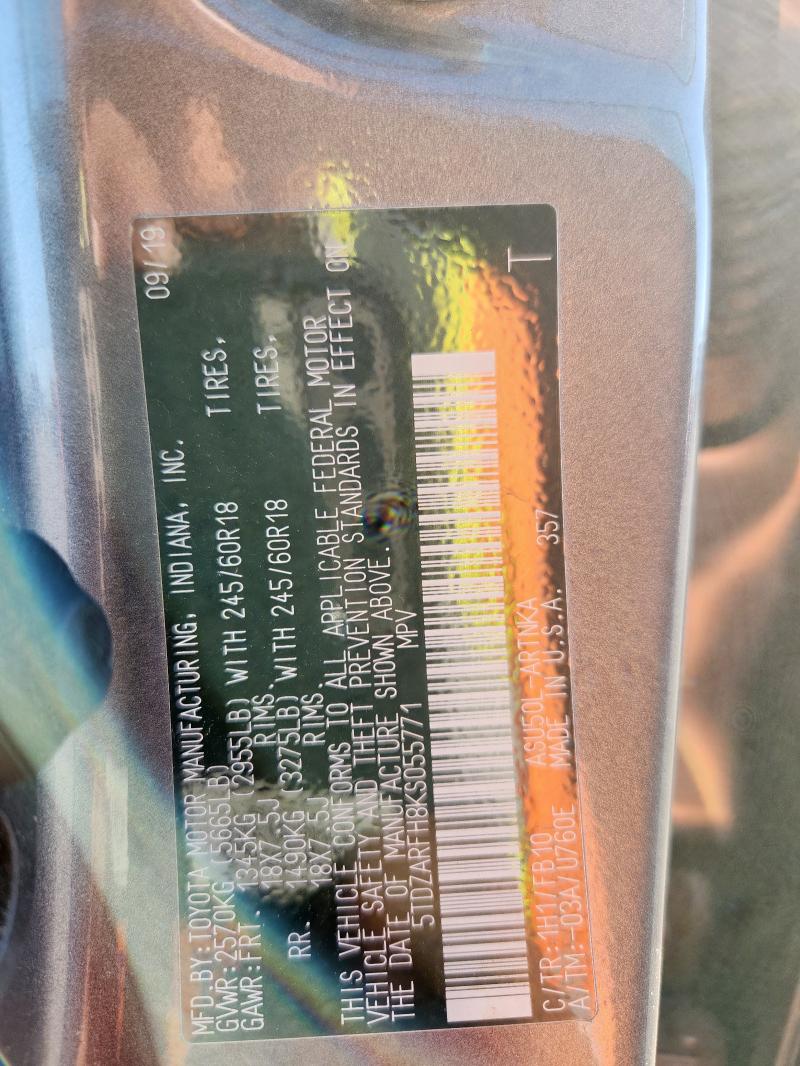 MFD.BY:TOYOTA MOTOR MANUFACTURING, INDIANA, INC. 09/19
GVWR:2570KG (5665LB)
GAWR:FRT. 1345KG (2955LB) WITH 245/60R18 TIRES,
18X7.5J RIMS.
RR. 1490KG (3275LB) WITH 245/60R18 TIRES,
18X7.5J RIMS
THIS VEHICLE CONFORMS TO ALL APPLICABLE FEDERAL MOTOR
VEHICLE SAFETY AND THEFT PREVENTION STANDARDS IN EFFECT ON
THE DATE OF MANUFACTURE SHOWN ABOVE.
5TDZARFH8KS055771 MPV
C/TR:1H1/FB10 ASU50L-ARTNKA 357 T
A/TM:-03A/U760E MADE IN U.S.A.